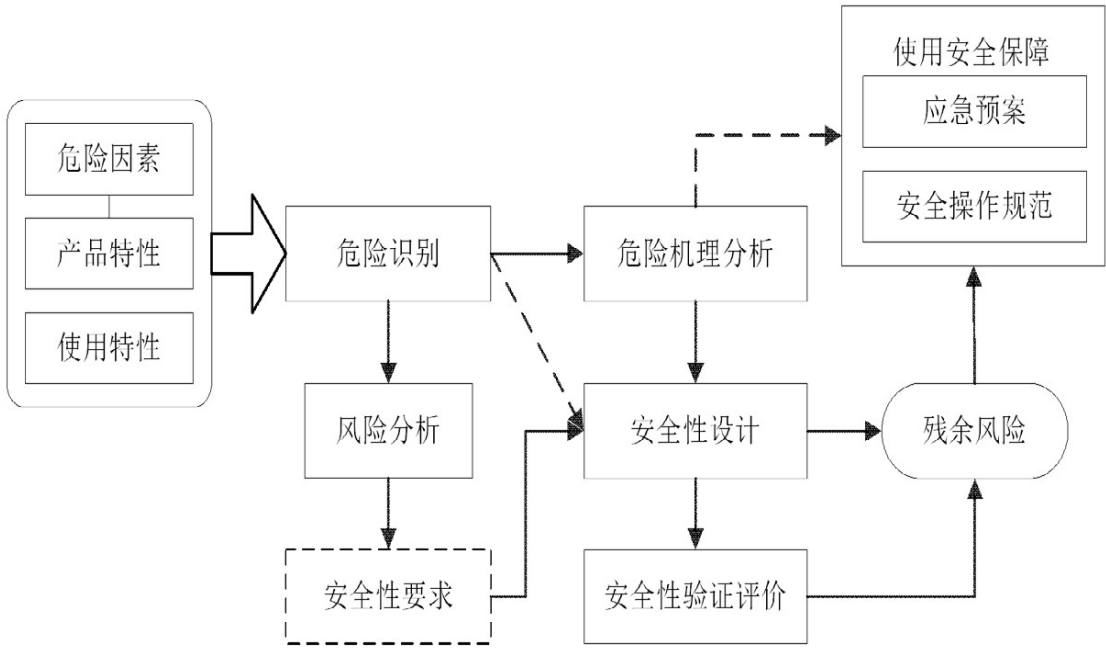 使用安全保障
应急预案
安全操作规范
危险因素
产品特性
使用特性
危险识别
危险机理分析
风险分析
安全性设计
残余风险
安全性要求
安全性验证评价